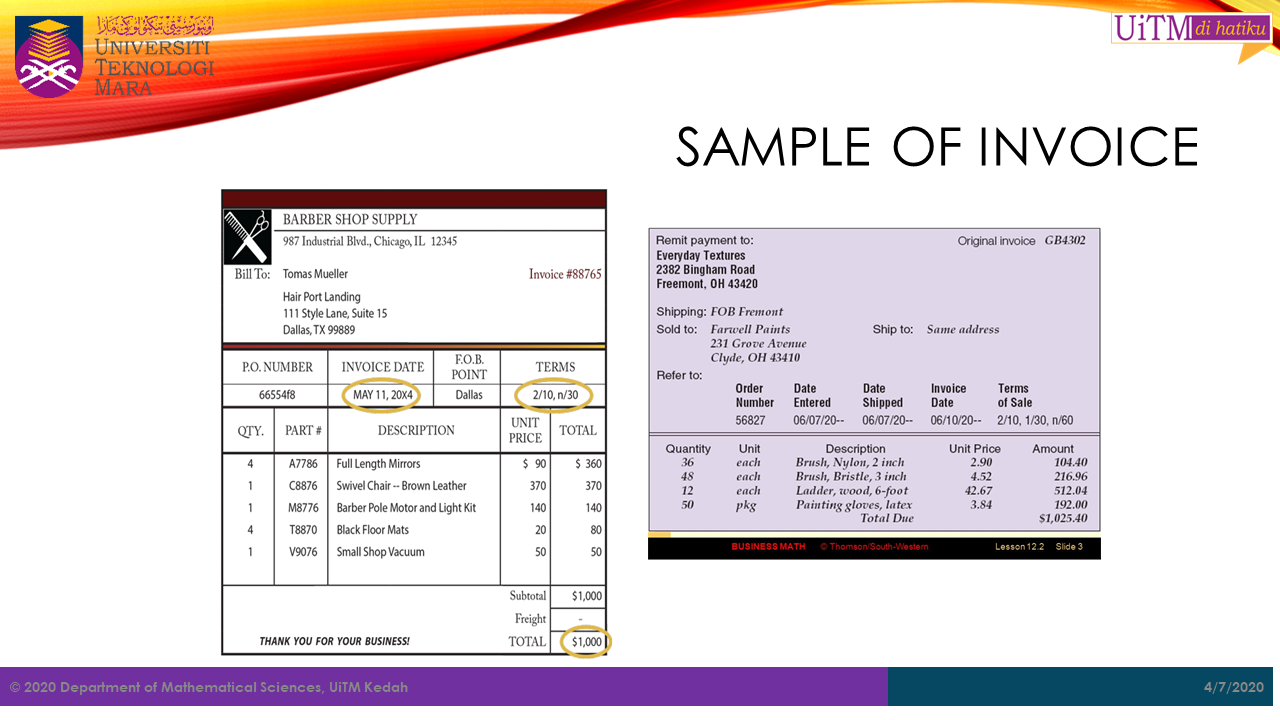 اونيۏرسيتي تيكنولوݢي مارا
UNIVERSITI
TEKNOLOGI
MARA
UiTM di hatiku
SAMPLE OF INVOICE
BARBER SHOP SUPPLY
987 Industrial Blvd., Chicago, IL 12345
Bill To: Tomas Mueller Invoice #88765
Hair Port Landing
111 Style Lane, Suite 15
Dallas, TX 99889
P.O. NUMBER INVOICE DATE F.O.B. POINT TERMS
66554f8 MAY 11, 20X4 Dallas 2/10, n/30
QTY. PART # DESCRIPTION UNIT PRICE TOTAL
4 A7786 Full Length Mirrors $ 90 $ 360
1 C8876 Swivel Chair -- Brown Leather 370 370
1 M8776 Barber Pole Motor and Light Kit 140 140
4 T8870 Black Floor Mats 20 80
1 V9076 Small Shop Vacuum 50 50
Subtotal $1,000
Freight -
THANK YOU FOR YOUR BUSINESS! TOTAL $1,000
Remit payment to: Original invoice GB4302
Everyday Textures
2382 Bingham Road
Freemont, OH 43420
Shipping: FOB Fremont
Sold to: Farwell Paints Ship to: Same address
231 Grove Avenue
Clyde, OH 43410
Refer to:
Order Date Date Invoice Terms
Number Entered Shipped Date of Sale
56827 06/07/20-- 06/07/20-- 06/10/20-- 2/10, 1/30, n/60
Quantity Unit Description Unit Price Amount
36 each Brush, Nylon, 2 inch 2.90 104.40
48 each Brush, Bristle, 3 inch 4.52 216.96
12 each Ladder, wood, 6-foot 42.67 512.04
50 pkg Painting gloves, latex 3.84 192.00
Total Due $1,025.40
BUSINESS MATH © Thomson/South-Western Lesson 12.2 Slide 3
© 2020 Department of Mathematical Sciences, UiTM Kedah 4/7/2020